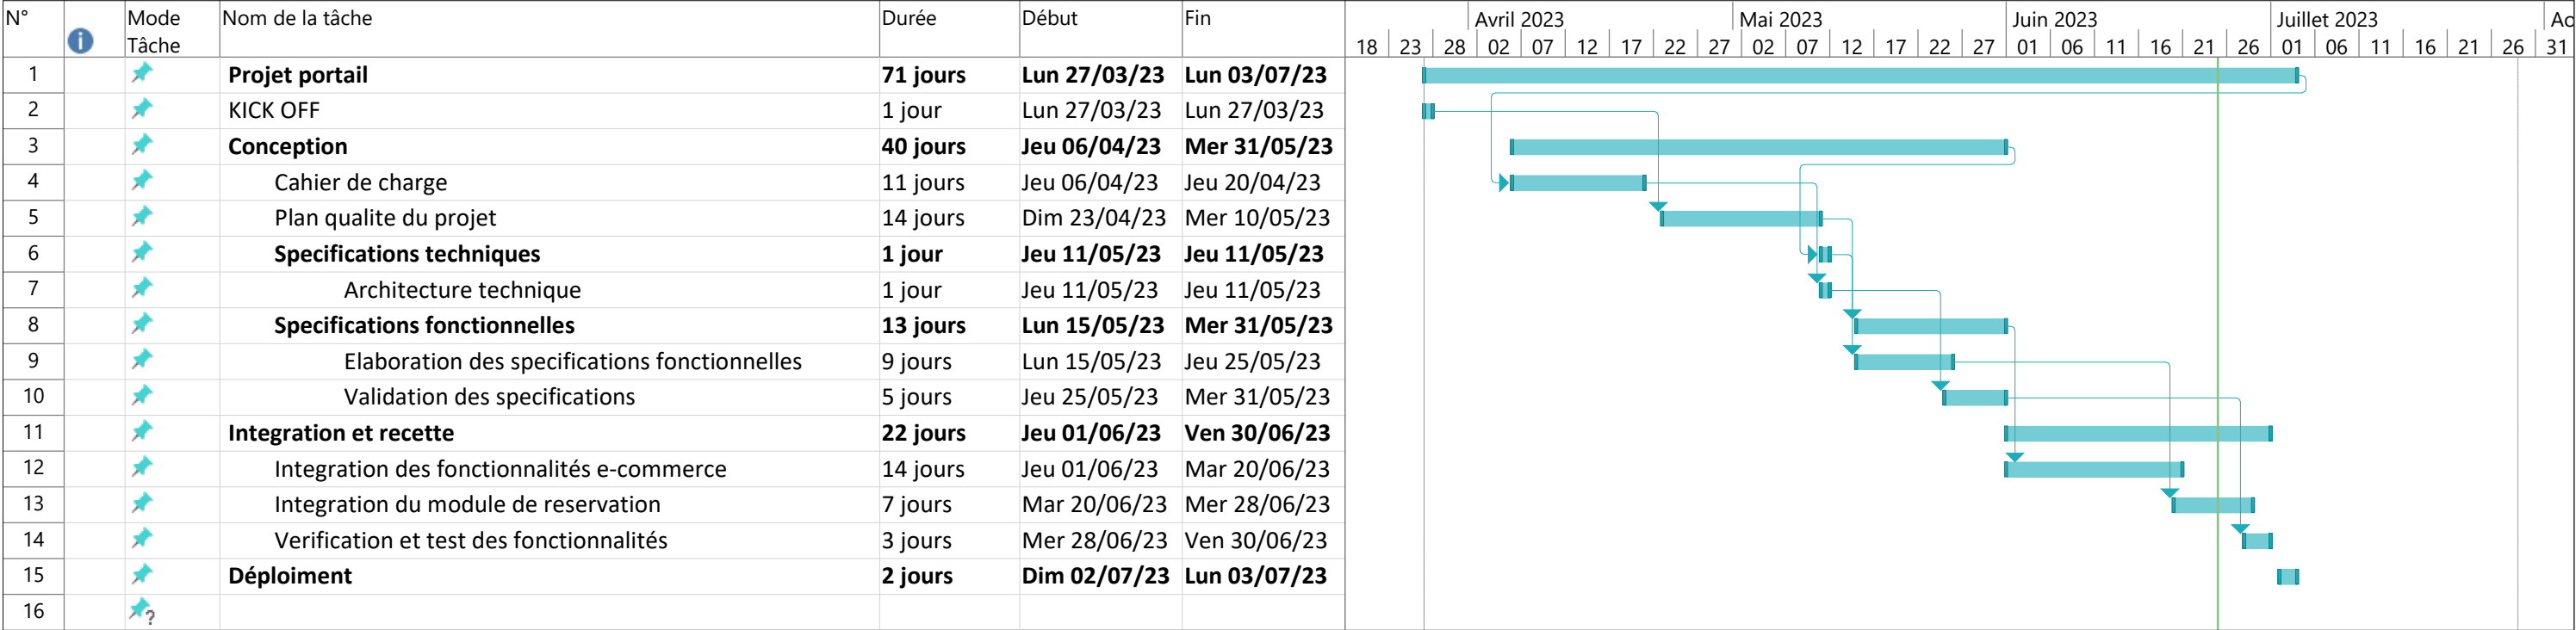 N° Mode Tâche Nom de la tâche Durée Début Fin
Avril 2023 Mai 2023 Juin 2023 Juillet 2023 Ao
18 23 28 02 07 12 17 22 27 02 07 12 17 22 27 01 06 11 16 21 26 01 06 11 16 21 26 31
1 Projet portail 71 jours Lun 27/03/23 Lun 03/07/23
2 KICK OFF 1 jour Lun 27/03/23 Lun 27/03/23
3 Conception 40 jours Jeu 06/04/23 Mer 31/05/23
4 Cahier de charge 11 jours Jeu 06/04/23 Jeu 20/04/23
5 Plan qualite du projet 14 jours Dim 23/04/23 Mer 10/05/23
6 Specifications techniques 1 jour Jeu 11/05/23 Jeu 11/05/23
7 Architecture technique 1 jour Jeu 11/05/23 Jeu 11/05/23
8 Specifications fonctionnelles 13 jours Lun 15/05/23 Mer 31/05/23
9 Elaboration des specifications fonctionnelles 9 jours Lun 15/05/23 Jeu 25/05/23
10 Validation des specifications 5 jours Jeu 25/05/23 Mer 31/05/23
11 Integration et recette 22 jours Jeu 01/06/23 Ven 30/06/23
12 Integration des fonctionnalités e-commerce 14 jours Jeu 01/06/23 Mar 20/06/23
13 Integration du module de reservation 7 jours Mar 20/06/23 Mer 28/06/23
14 Verification et test des fonctionnalités 3 jours Mer 28/06/23 Ven 30/06/23
15 Déploiment 2 jours Dim 02/07/23 Lun 03/07/23
16 ?